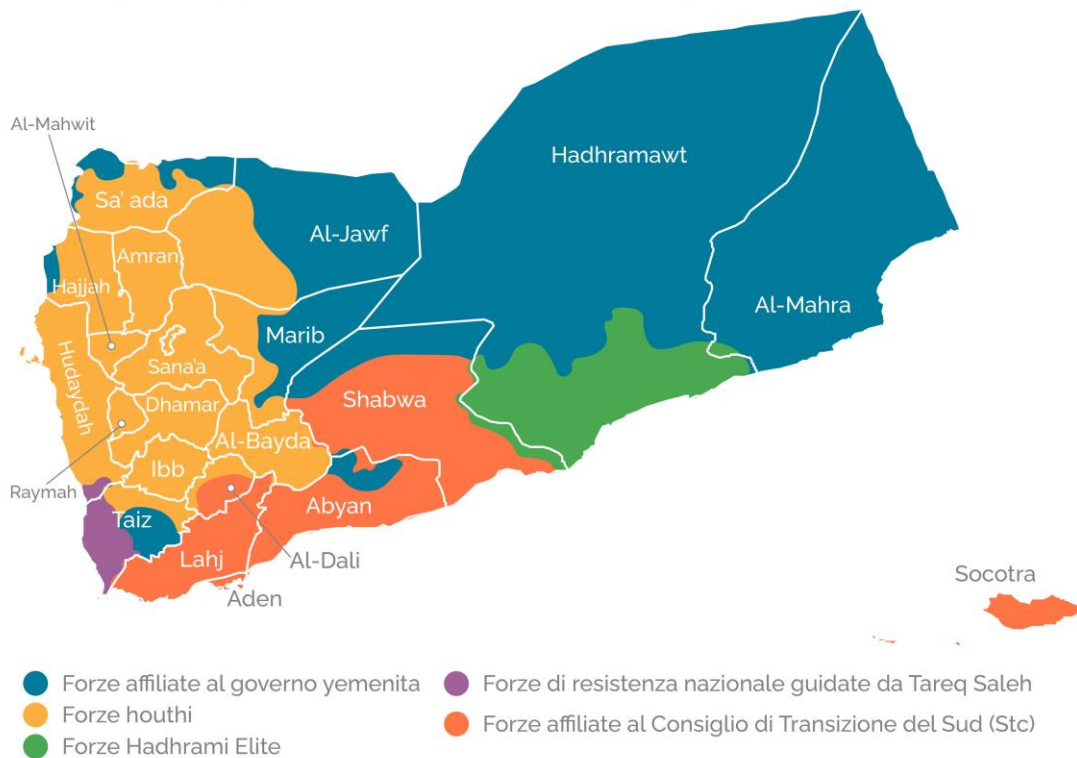 Hadhramawt
Al-Mahwit
Sa' ada
Al-Jawf
Amran
Hajjah
Al-Mahra
Marib
Hudaydah
Sana'a
Shabwa
Dhamar
Al-Bayda
Ibb
Raymah
Abyan
Taiz
Lahj
Al-Dali
Aden
Socotra
Forze affiliate al governo yemenita
Forze houthi
Forze Hadhrami Elite
Forze di resistenza nazionale guidate da Tareq Saleh
Forze affiliate al Consiglio di Transizione del Sud (Stc)